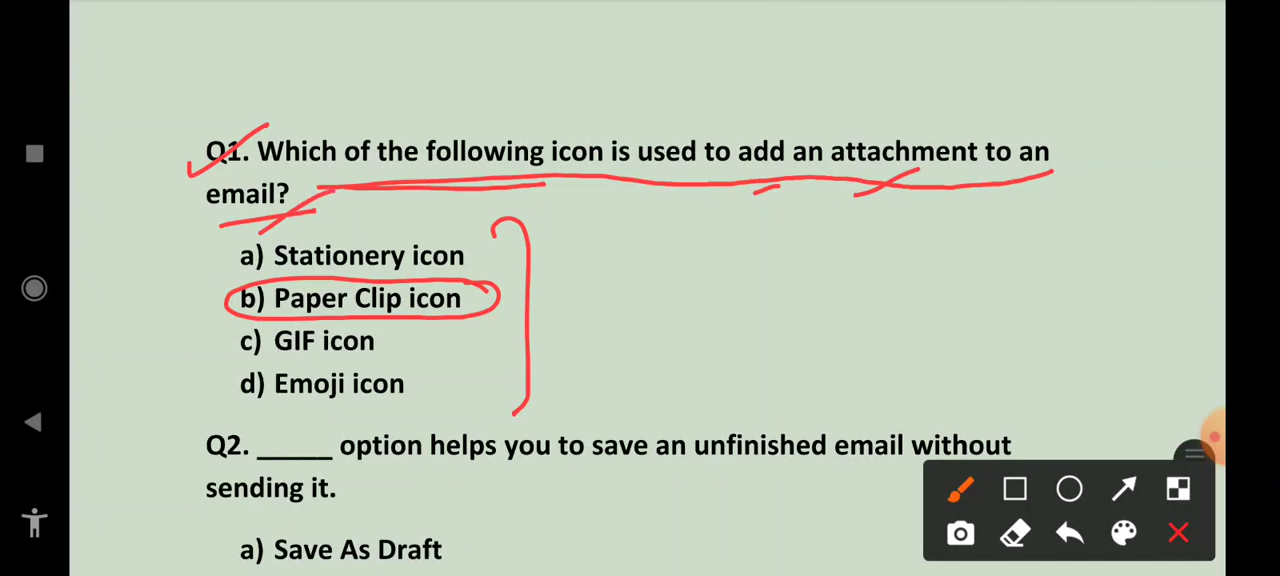 Q1. Which of the following icon is used to add an attachment to an
email?
a) Stationery icon
b) Paper Clip icon
c) GIF icon
d) Emoji icon
Q2. _____ option helps you to save an unfinished email without
sending it.
a) Save As Draft